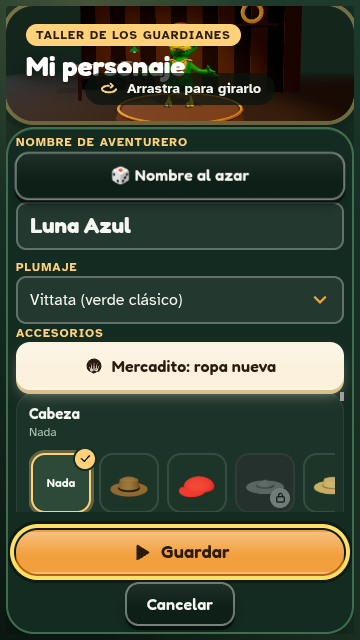 TALLER DE LOS GUARDIANES
Mi personaje
Arrastra para girarlo
NOMBRE DE AVENTURERO
Nombre al azar
Luna Azul
PLUMAJE
Vittata (verde clásico)
ACCESORIOS
Mercadito: ropa nueva
Cabeza
Nada
Nada
Guardar
Cancelar